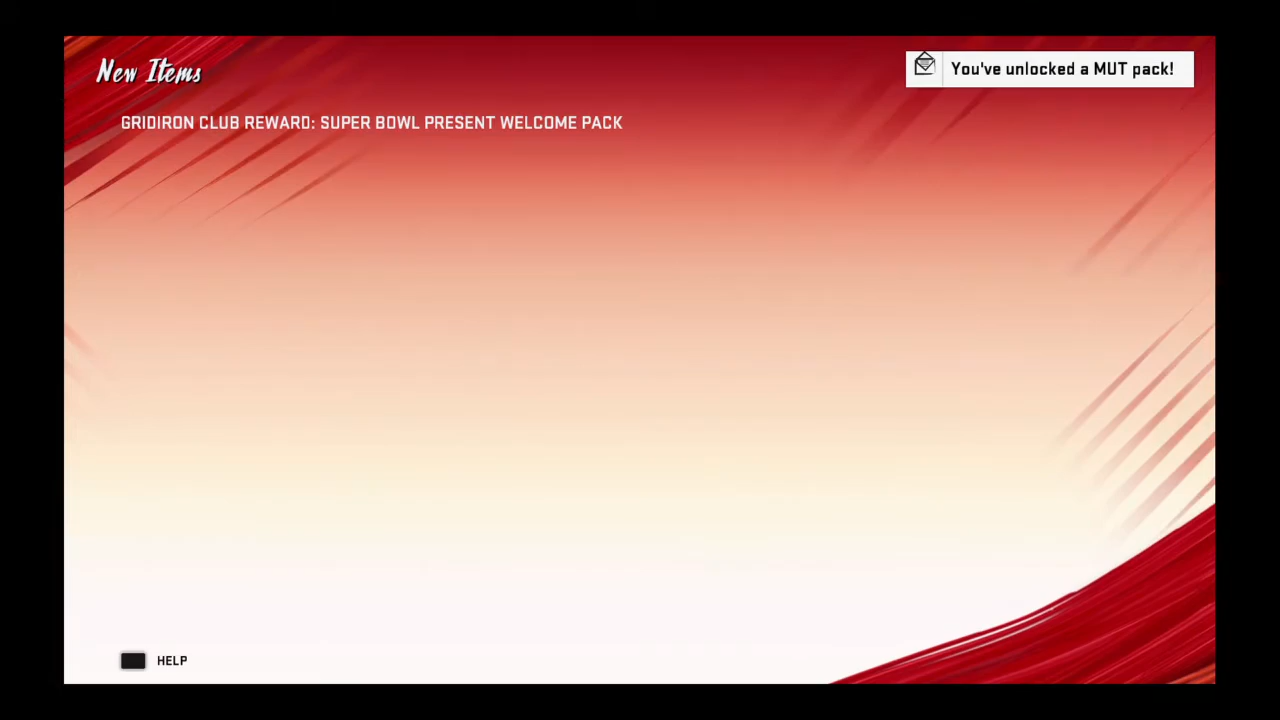 New Items
You've unlocked a MUT pack!
GRIDIRON CLUB REWARD: SUPER BOWL PRESENT WELCOME PACK
HELP